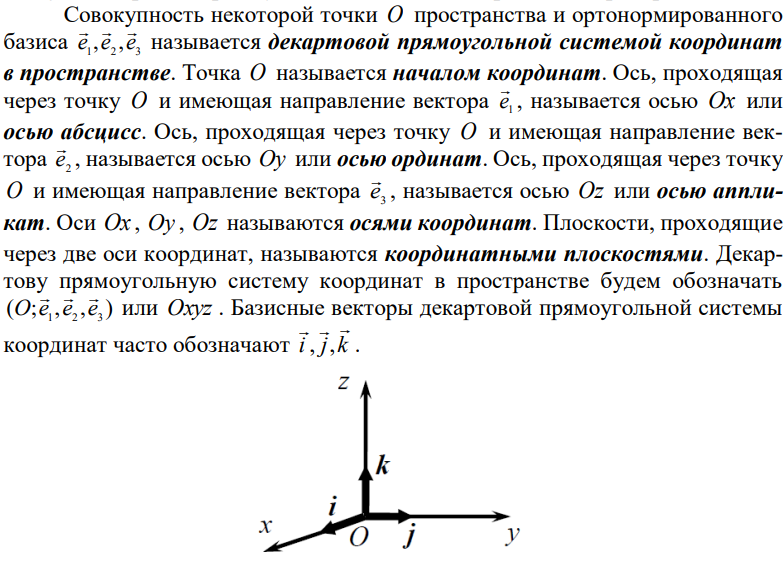 Совокупность некоторой точки O пространства и ортонормированного
базиса e⃗₁,e⃗₂,e⃗₃ называется декартовой прямоугольной системой координат
в пространстве. Точка O называется началом координат. Ось, проходящая
через точку O и имеющая направление вектора e⃗₁, называется осью Ox или
осью абсцисс. Ось, проходящая через точку O и имеющая направление век-
тора e⃗₂, называется осью Oy или осью ординат. Ось, проходящая через точку
O и имеющая направление вектора e⃗₃, называется осью Oz или осью аппли-
кат. Оси Ox, Oy, Oz называются осями координат. Плоскости, проходящие
через две оси координат, называются координатными плоскостями. Декар-
тову прямоугольную систему координат в пространстве будем обозначать
(O;e⃗₁,e⃗₂,e⃗₃) или Oxyz. Базисные векторы декартовой прямоугольной системы
координат часто обозначают i⃗, j⃗, k⃗.
z
k
i
x
O
j
y